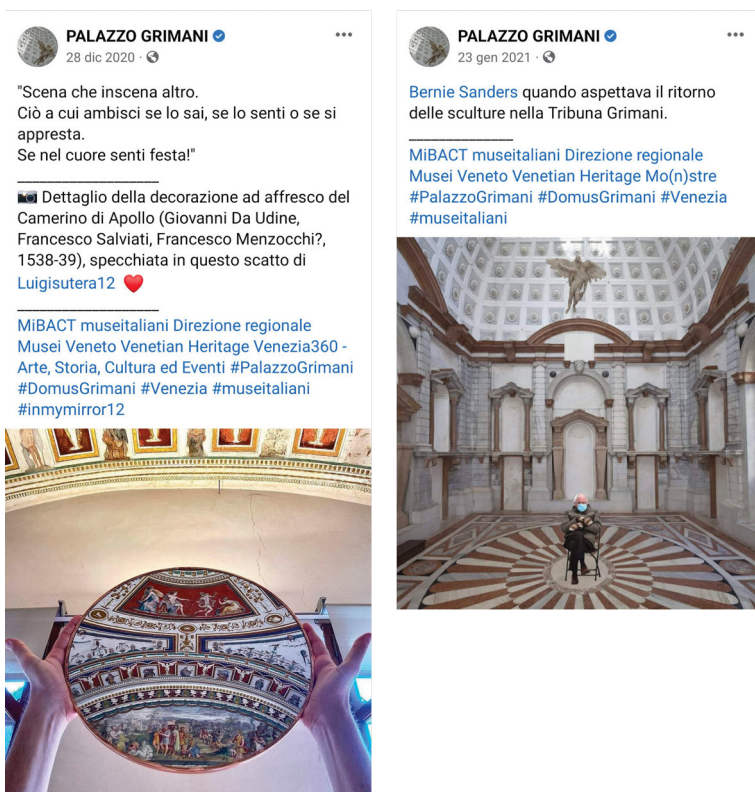 PALAZZO GRIMANI
28 dic 2020 ·
"Scena che inscena altro.
Ciò a cui ambisci se lo sai, se lo senti o se si
appresta.
Se nel cuore senti festa!"
___________________
Dettaglio della decorazione ad affresco del
Camerino di Apollo (Giovanni Da Udine,
Francesco Salviati, Francesco Menzocchi?,
1538-39), specchiata in questo scatto di
Luigisutera12 ❤️
___________________
MiBACT museitaliani Direzione regionale
Musei Veneto Venetian Heritage Venezia360 -
Arte, Storia, Cultura ed Eventi #PalazzoGrimani
#DomusGrimani #Venezia #museitaliani
#inmymirror12
PALAZZO GRIMANI
23 gen 2021 ·
Bernie Sanders quando aspettava il ritorno
delle sculture nella Tribuna Grimani.
______________
MiBACT museitaliani Direzione regionale
Musei Veneto Venetian Heritage Mo(n)stre
#PalazzoGrimani #DomusGrimani #Venezia
#museitaliani